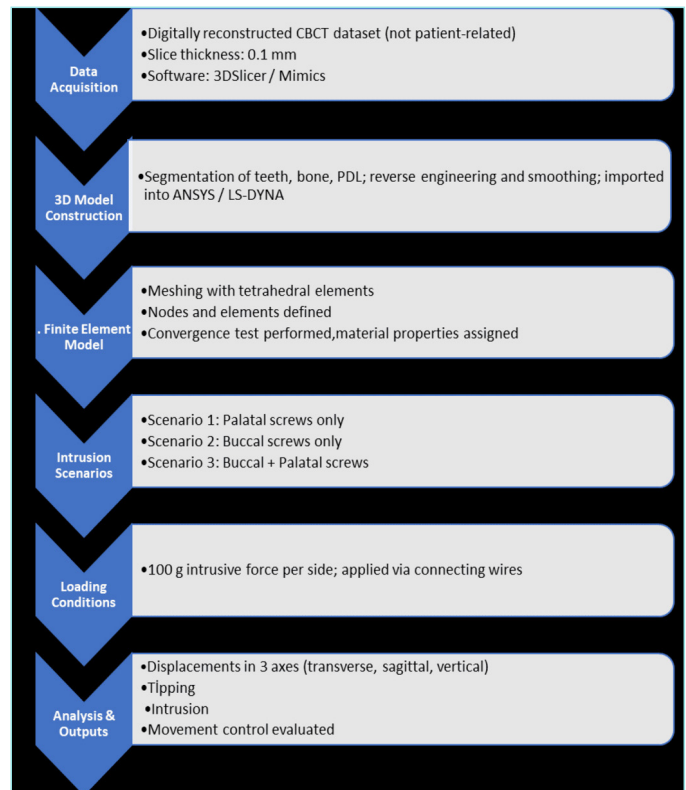 Data
Acquisition
•Digitally reconstructed CBCT dataset (not patient-related)
•Slice thickness: 0.1 mm
•Software: 3DSlicer / Mimics
3D Model
Construction
•Segmentation of teeth, bone, PDL; reverse engineering and smoothing; imported
into ANSYS / LS-DYNA
. Finite Element
Model
•Meshing with tetrahedral elements
•Nodes and elements defined
•Convergence test performed,material properties assigned
Intrusion
Scenarios
•Scenario 1: Palatal screws only
•Scenario 2: Buccal screws only
•Scenario 3: Buccal + Palatal screws
Loading
Conditions
•100 g intrusive force per side; applied via connecting wires
Analysis &
Outputs
•Displacements in 3 axes (transverse, sagittal, vertical)
•Tİpping
•Intrusion
•Movement control evaluated